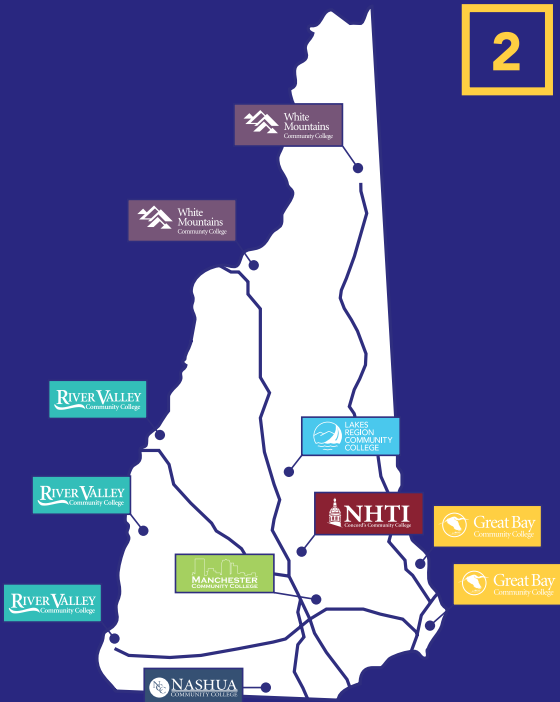 2
White
Mountains
Community College
White
Mountains
Community College
RIVER VALLEY
Community College
LAKES
REGION
COMMUNITY
COLLEGE
RIVER VALLEY
Community College
NHTI
Concord's Community College
Great Bay
Community College
MANCHESTER
COMMUNITY COLLEGE
Great Bay
Community College
RIVER VALLEY
Community College
NCC
NASHUA
COMMUNITY COLLEGE